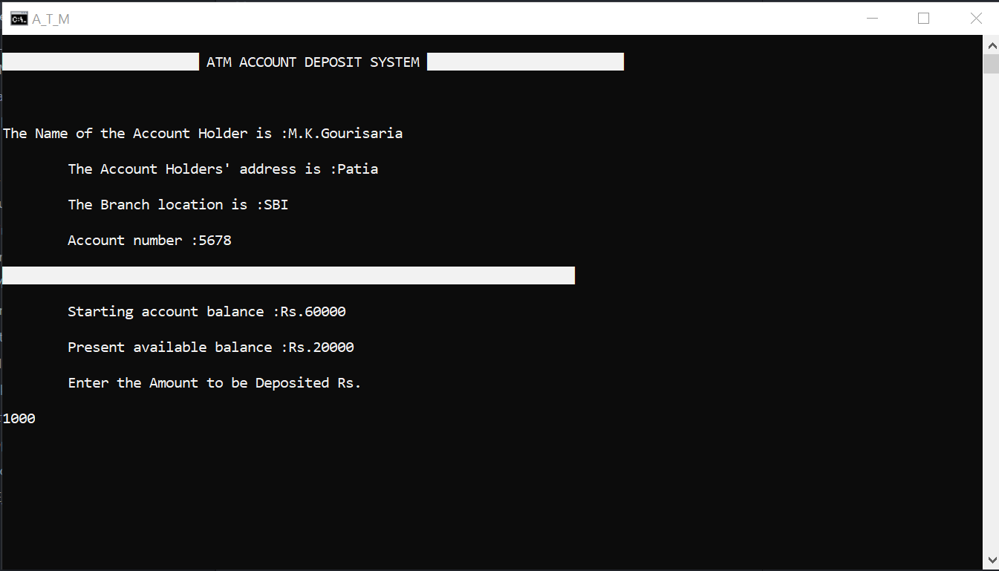 A_T_M
ATM ACCOUNT DEPOSIT SYSTEM
The Name of the Account Holder is :M.K.Gourisaria
The Account Holders' address is :Patia
The Branch location is :SBI
Account number :5678
Starting account balance :Rs.60000
Present available balance :Rs.20000
Enter the Amount to be Deposited Rs.
1000